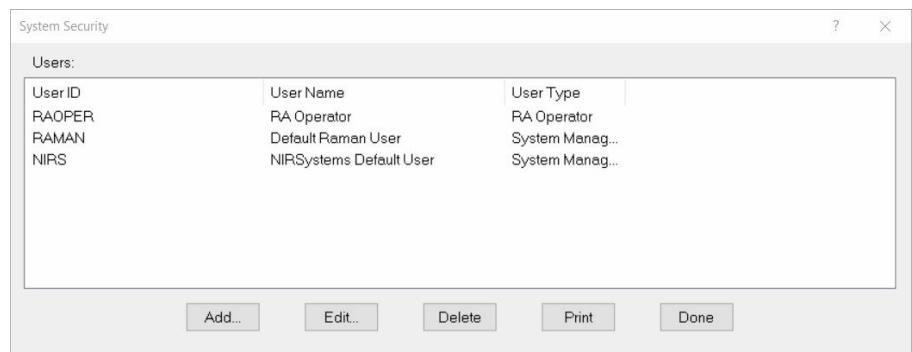 System Security ? ×
Users:
User ID User Name User Type
RAOPER RA Operator RA Operator
RAMAN Default Raman User System Manag...
NIRS NIRSystems Default User System Manag...
Add... Edit... Delete Print Done